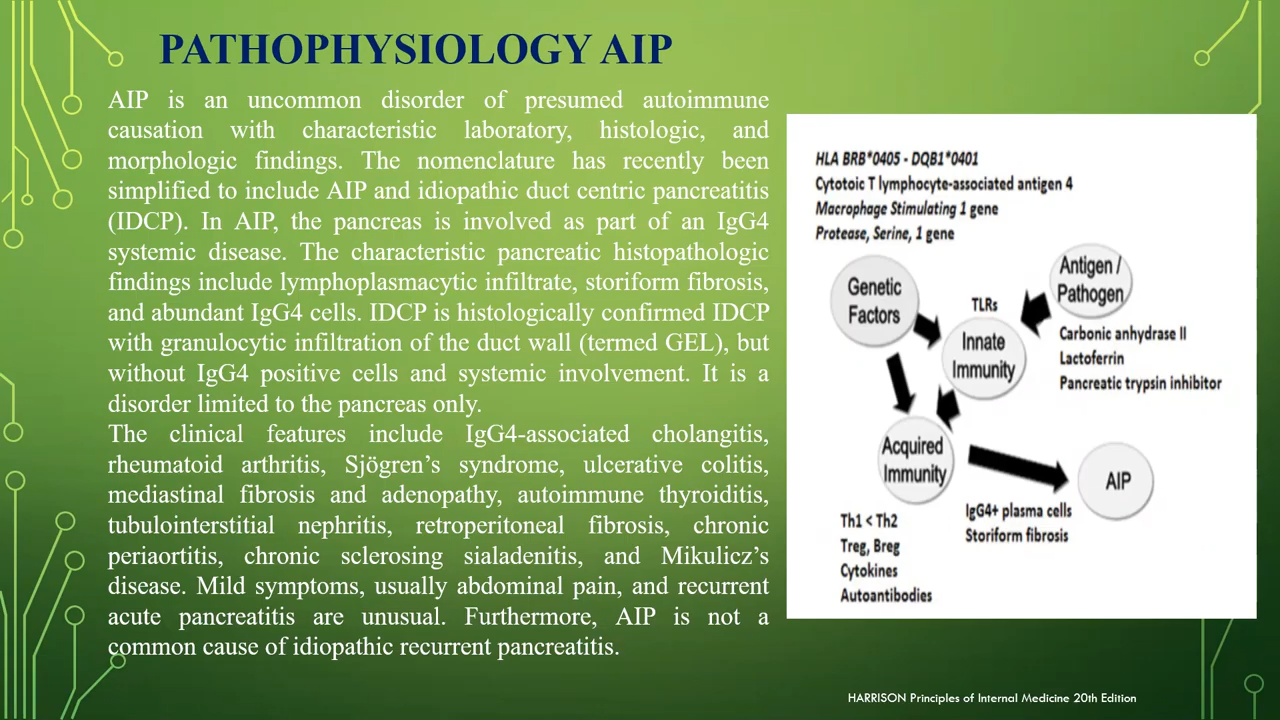 PATHOPHYSIOLOGY AIP
AIP is an uncommon disorder of presumed autoimmune
causation with characteristic laboratory, histologic, and
morphologic findings. The nomenclature has recently been
simplified to include AIP and idiopathic duct centric pancreatitis
(IDCP). In AIP, the pancreas is involved as part of an IgG4
systemic disease. The characteristic pancreatic histopathologic
findings include lymphoplasmacytic infiltrate, storiform fibrosis,
and abundant IgG4 cells. IDCP is histologically confirmed IDCP
with granulocytic infiltration of the duct wall (termed GEL), but
without IgG4 positive cells and systemic involvement. It is a
disorder limited to the pancreas only.
The clinical features include IgG4-associated cholangitis,
rheumatoid arthritis, Sjögren’s syndrome, ulcerative colitis,
mediastinal fibrosis and adenopathy, autoimmune thyroiditis,
tubulointerstitial nephritis, retroperitoneal fibrosis, chronic
periaortitis, chronic sclerosing sialadenitis, and Mikulicz’s
disease. Mild symptoms, usually abdominal pain, and recurrent
acute pancreatitis are unusual. Furthermore, AIP is not a
common cause of idiopathic recurrent pancreatitis.
HLA BRB*0405 - DQB1*0401
Cytotoic T lymphocyte-associated antigen 4
Macrophage Stimulating 1 gene
Protease, Serine, 1 gene
Genetic
Factors
TLRs
Innate
Immunity
Antigen /
Pathogen
Carbonic anhydrase II
Lactoferrin
Pancreatic trypsin inhibitor
Acquired
Immunity
AIP
IgG4+ plasma cells
Storiform fibrosis
Th1 < Th2
Treg, Breg
Cytokines
Autoantibodies
HARRISON Principles of Internal Medicine 20th Edition